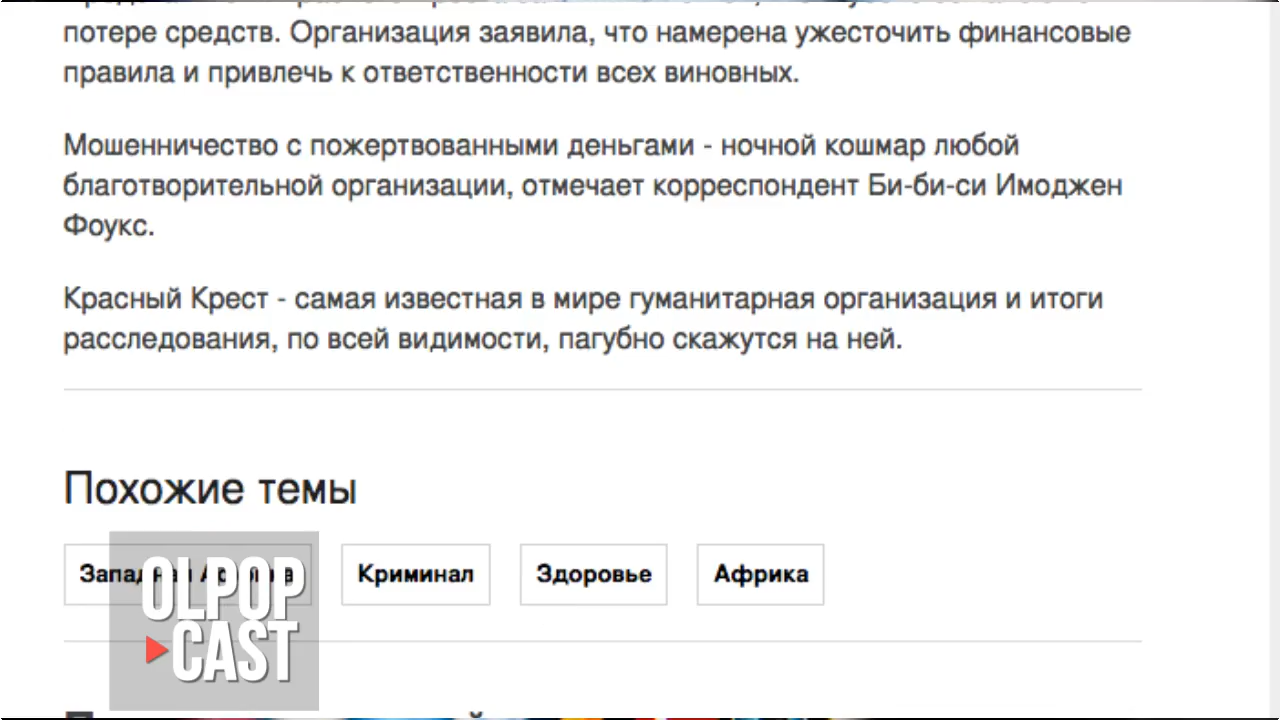 потере средств. Организация заявила, что намерена ужесточить финансовые
правила и привлечь к ответственности всех виновных.
Мошенничество с пожертвованными деньгами - ночной кошмар любой
благотворительной организации, отмечает корреспондент Би-би-си Имоджен
Фоукс.
Красный Крест - самая известная в мире гуманитарная организация и итоги
расследования, по всей видимости, пагубно скажутся на ней.
Похожие темы
Западная Африка Криминал Здоровье Африка
OLPOP
CAST